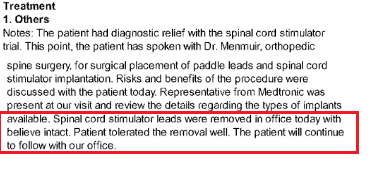 Treatment
1. Others
Notes: The patient had diagnostic relief with the spinal cord stimulator
trial. This point, the patient has spoken with Dr. Menmuir, orthopedic
spine surgery, for surgical placement of paddle leads and spinal cord
stimulator implantation. Risks and benefits of the procedure were
discussed with the patient today. Representative from Medtronic was
present at our visit and review the details regarding the types of implants
available. Spinal cord stimulator leads were removed in office today with
believe intact. Patient tolerated the removal well. The patient will continue
to follow with our office.